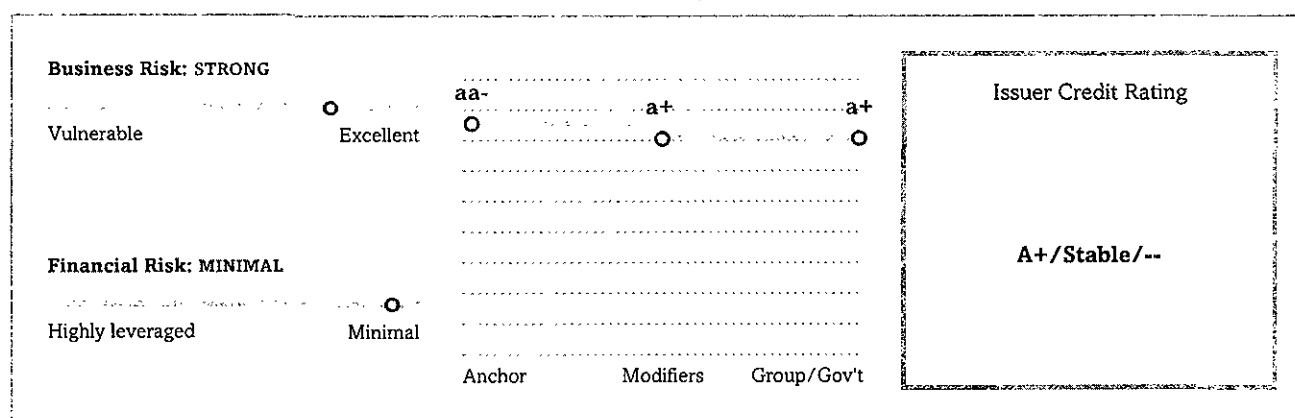 Business Risk: STRONG
Vulnerable Excellent
Financial Risk: MINIMAL
Highly leveraged Minimal
aa- a+ a+
Anchor Modifiers Group/Gov't
Issuer Credit Rating
A+/Stable/--